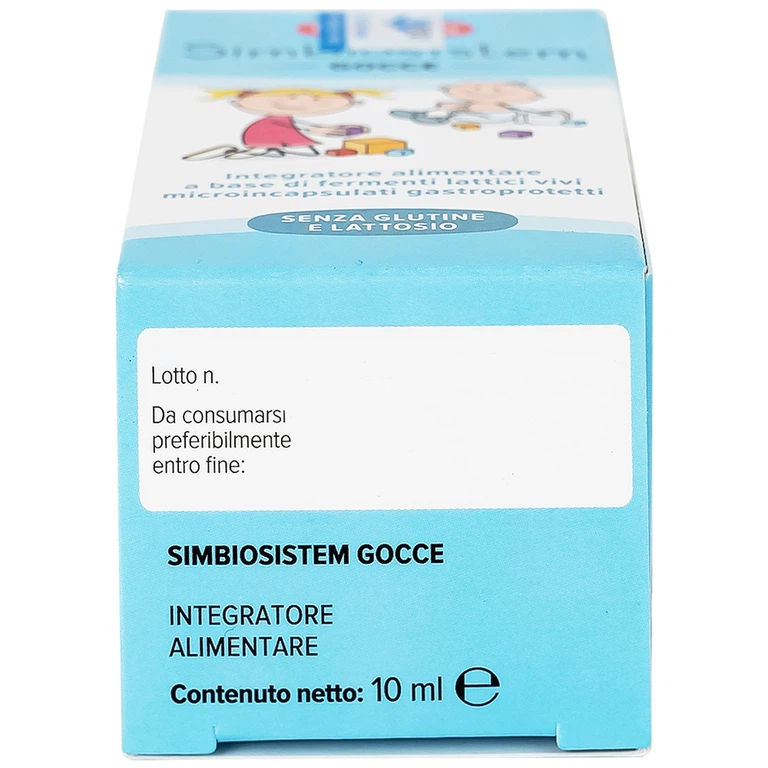 GOCCE
Integratore alimentare
a base di fermenti lattici vivi
microincapsulati gastroprotetti
SENZA GLUTINE
E LATTOSIO
Lotto n.
Da consumarsi
preferibilmente
entro fine:
SIMBIOSISTEM GOCCE
INTEGRATORE
ALIMENTARE
Contenuto netto: 10 ml ℮